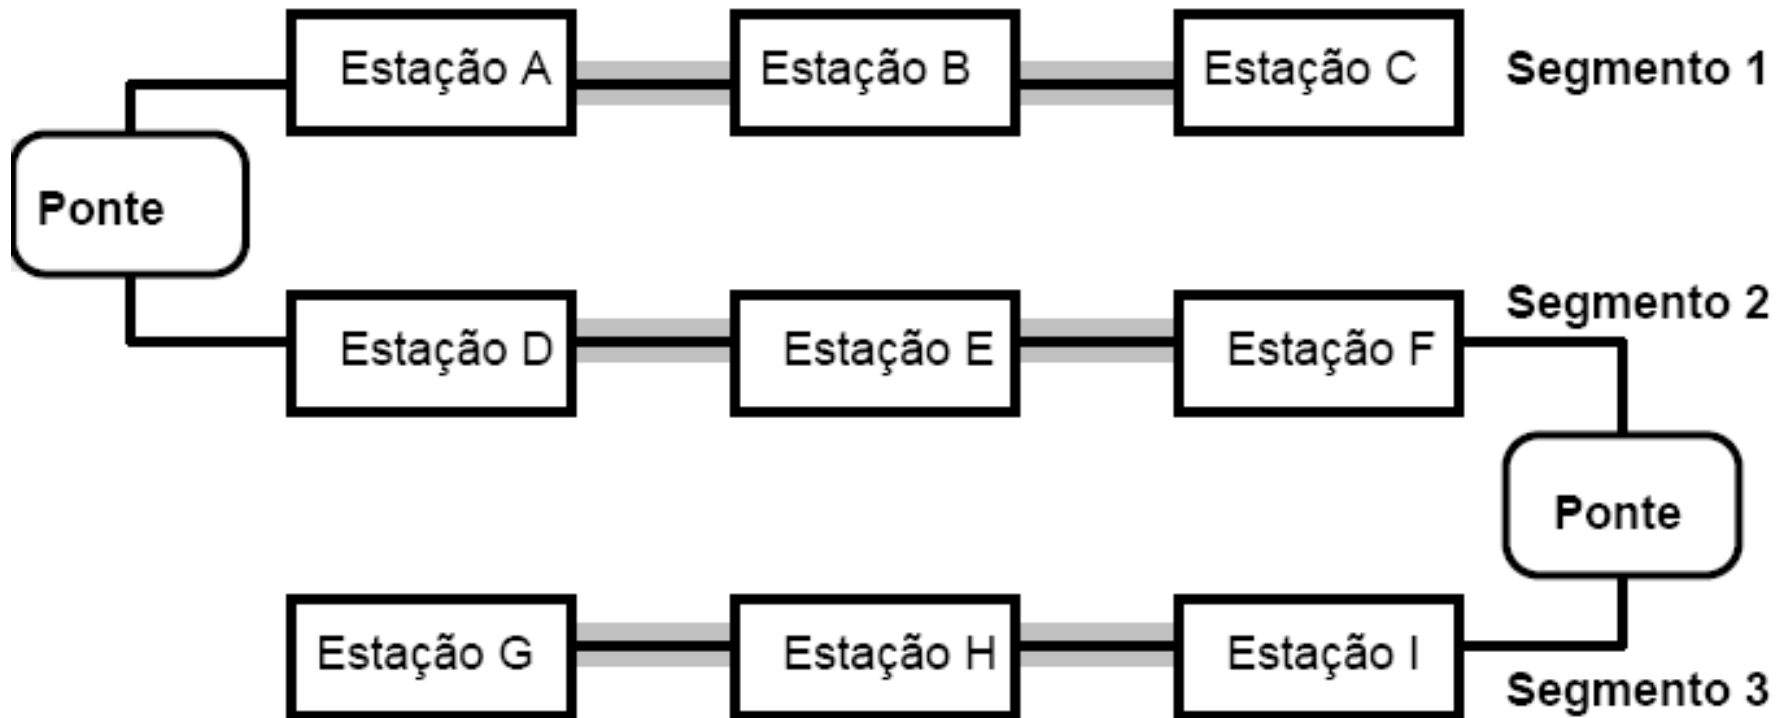 Estação A
Estação B
Estação C
Segmento 1
Ponte
Segmento 2
Estação D
Estação E
Estação F
Ponte
Estação G
Estação H
Estação I
Segmento 3